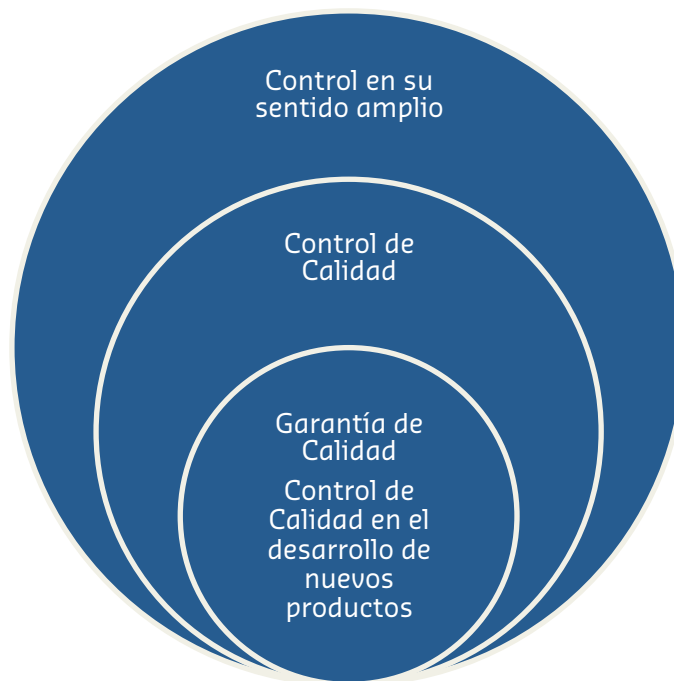 Control en su
sentido amplio
Control de
Calidad
Garantía de
Calidad
Control de
Calidad en el
desarrollo de
nuevos
productos